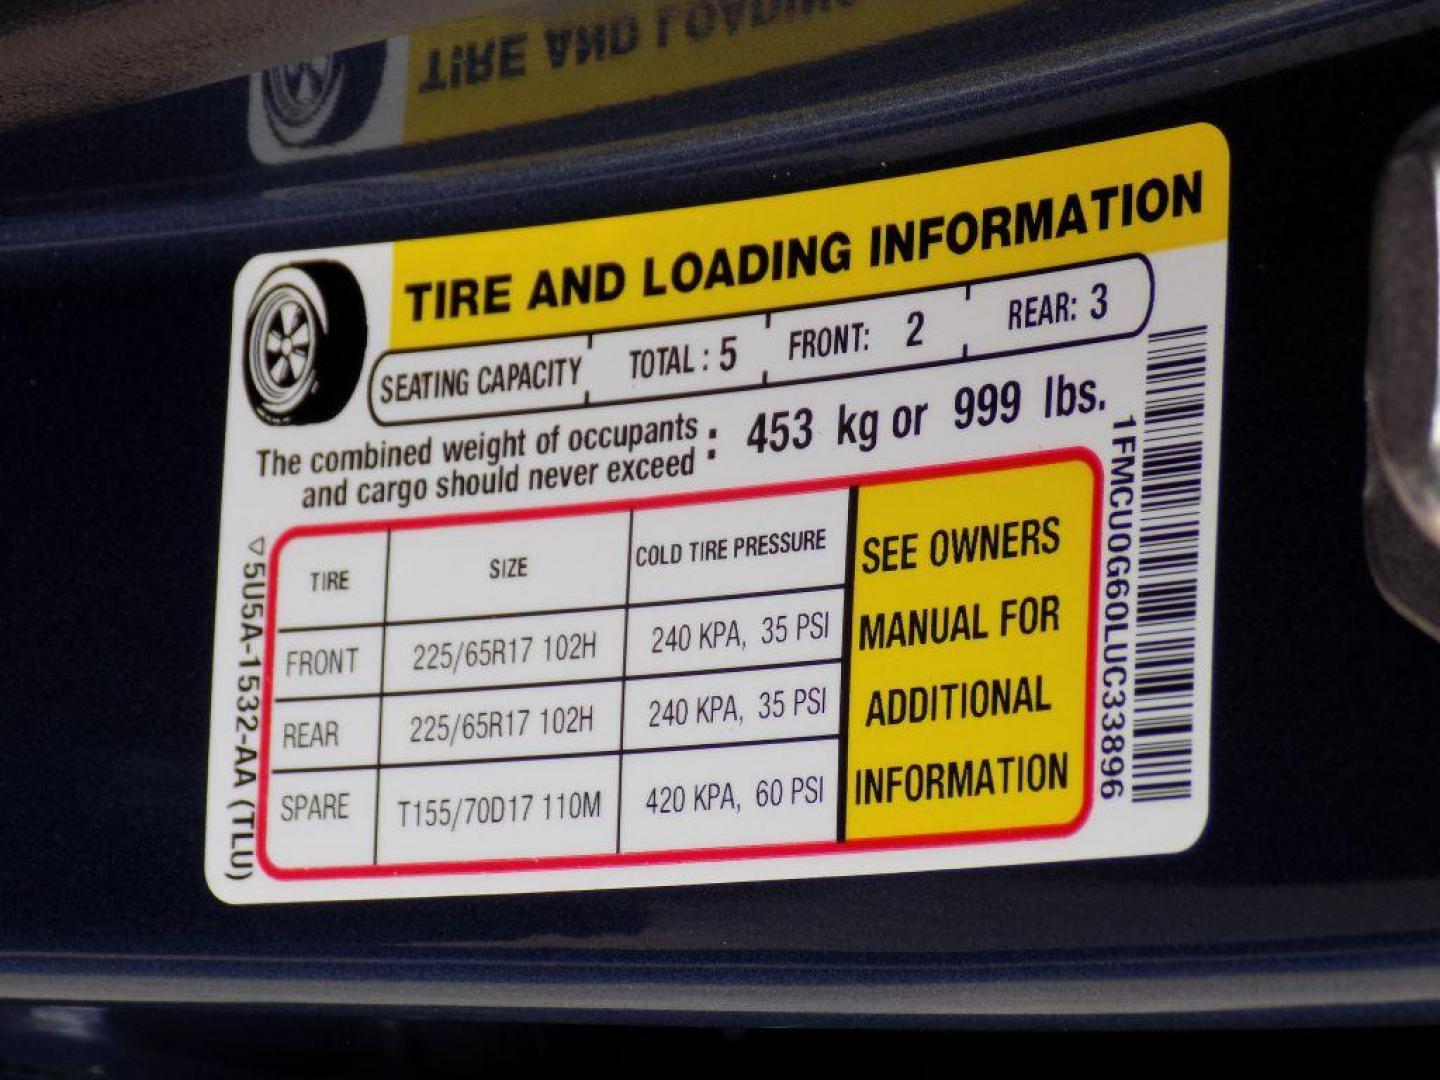 TIRE AND LOADING INFORMATION
TIRE AND LOADING INFORMATION
SEATING CAPACITY TOTAL : 5 FRONT: 2 REAR: 3
The combined weight of occupants
and cargo should never exceed : 453 kg or 999 lbs.
TIRE SIZE COLD TIRE PRESSURE
FRONT 225/65R17 102H 240 KPA, 35 PSI
REAR 225/65R17 102H 240 KPA, 35 PSI
SPARE T155/70D17 110M 420 KPA, 60 PSI
SEE OWNERS
MANUAL FOR
ADDITIONAL
INFORMATION
5U5A-1532-AA (TLU)
1FMCU0G60LUC33896